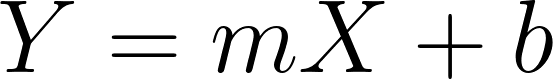 Y = mX + b